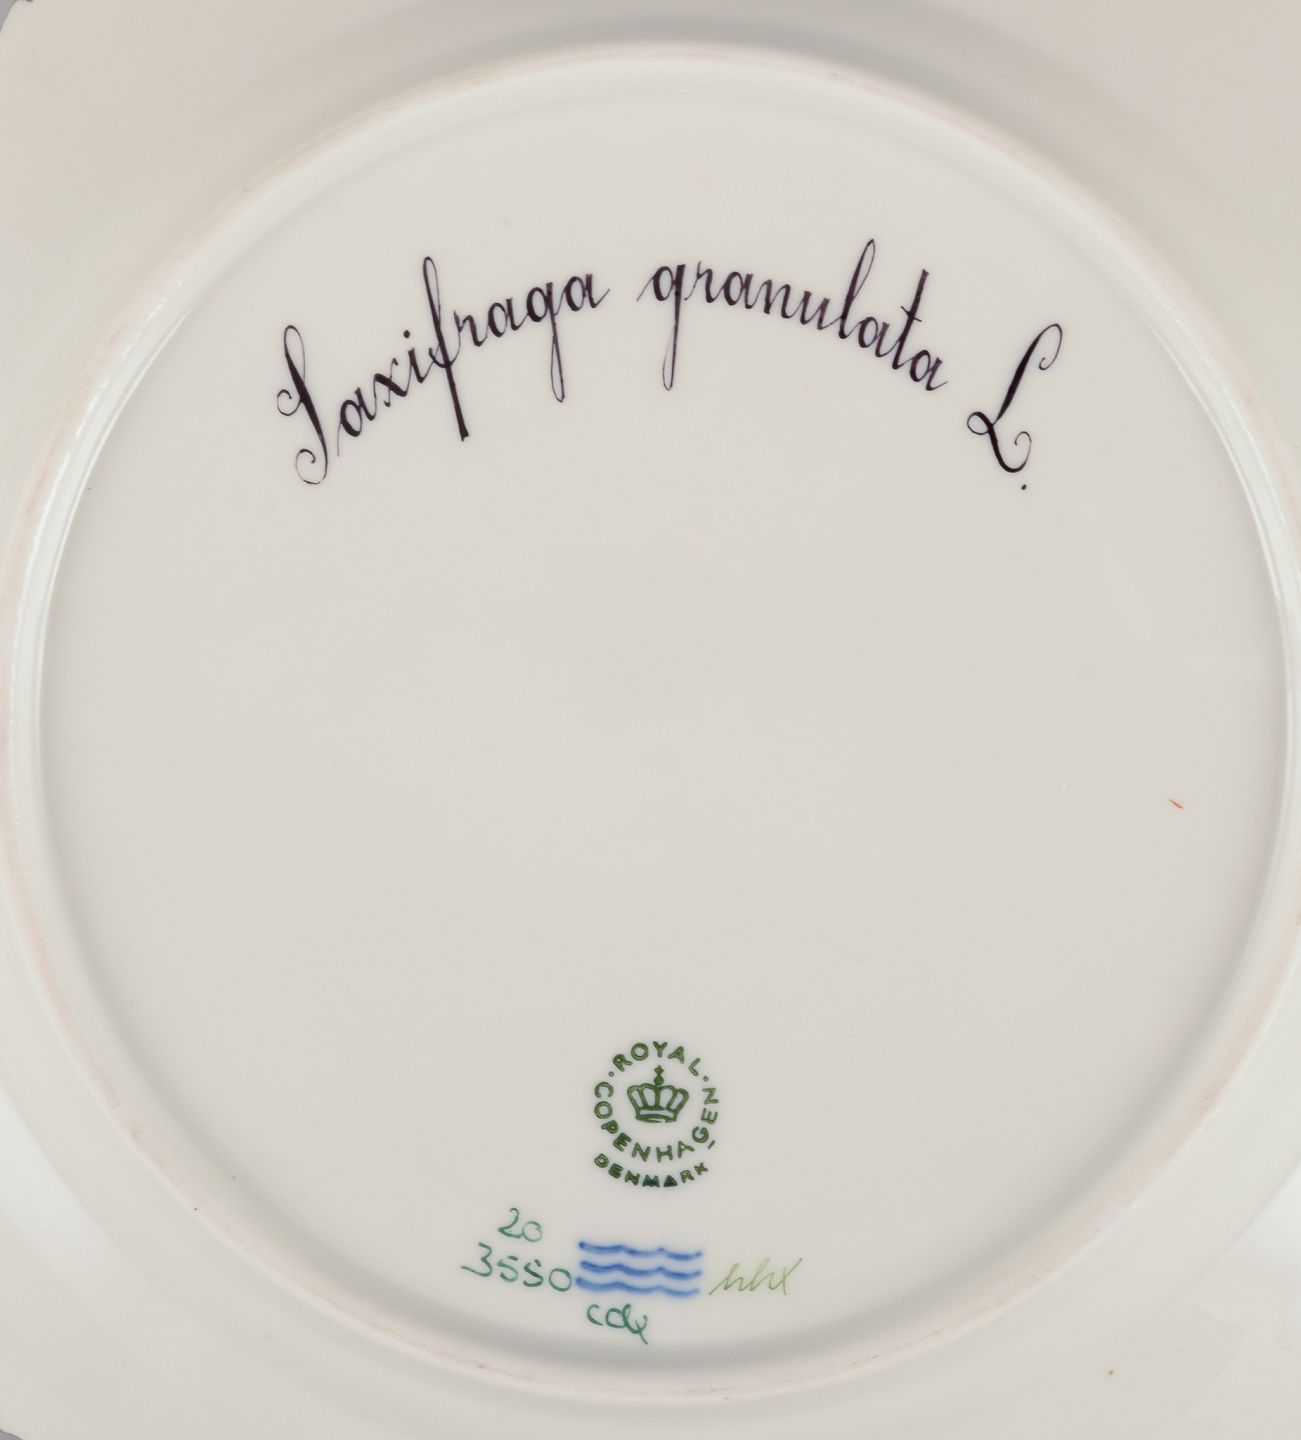 Saxifraga granulata L.
ROYAL
COPENHAGEN
DENMARK
20
3550